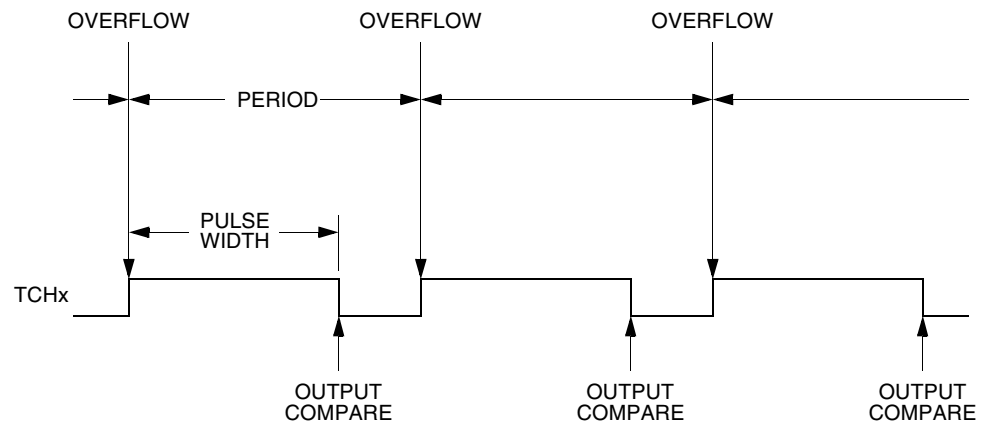 OVERFLOW OVERFLOW OVERFLOW
PERIOD
PULSE
WIDTH
TCHx
OUTPUT
COMPARE
OUTPUT
COMPARE
OUTPUT
COMPARE